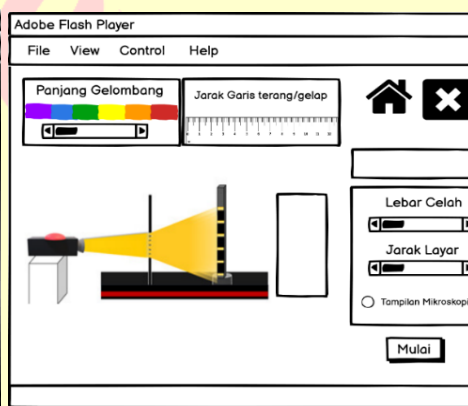 Adobe Flash Player
File View Control Help
Panjang Gelombang
Jarak Garis terang/gelap
Lebar Celah
Jarak Layar
Tampilan Mikroskopi
Mulai